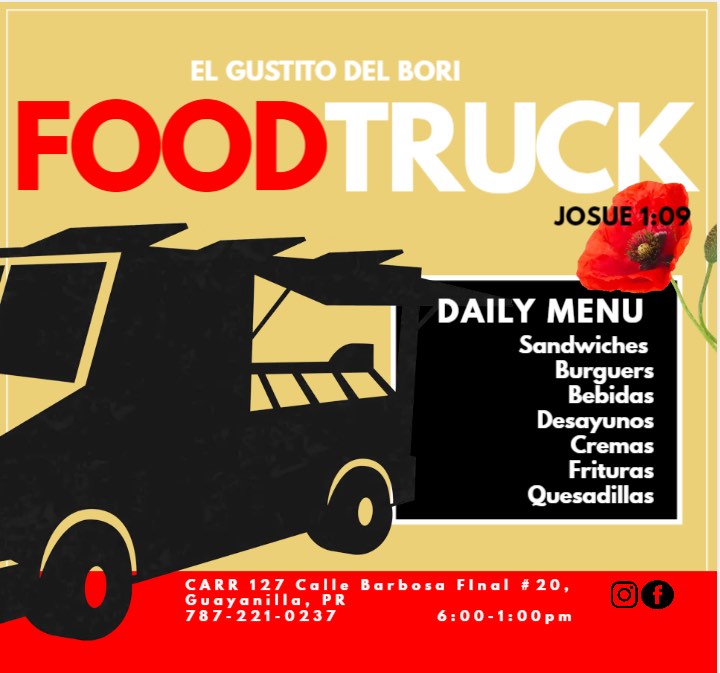 EL GUSTITO DEL BORI
FOODTRUCK
JOSUE 1:09
DAILY MENU
Sandwiches
Burguers
Bebidas
Desayunos
Cremas
Frituras
Quesadillas
CARR 127 Calle Barbosa FInal #20,
Guayanilla, PR
787-221-0237 6:00-1:00pm